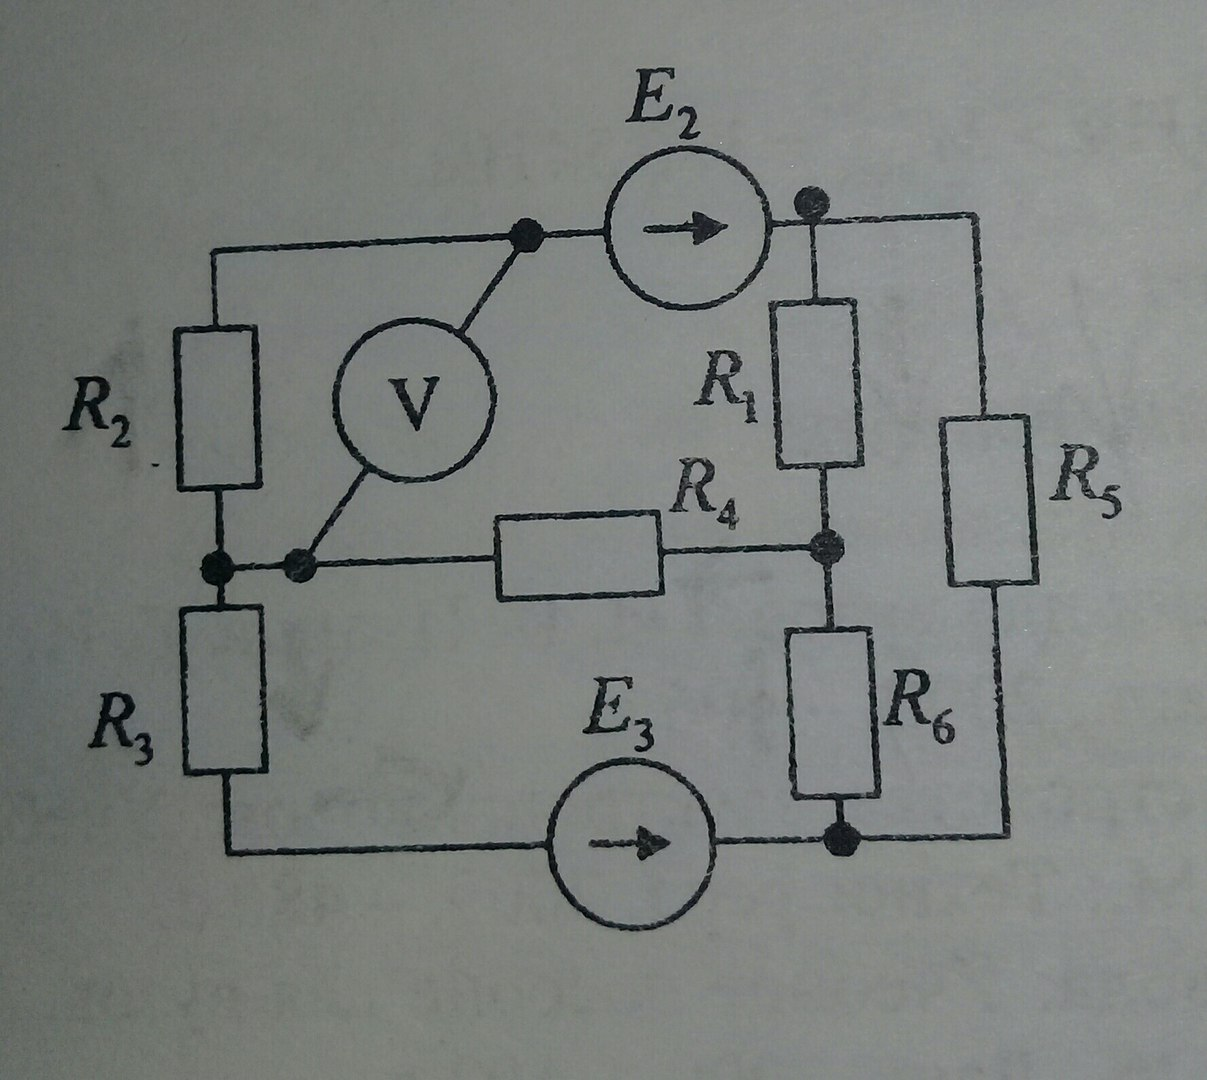 E₂
R₂
V
R₁
R₄
R₅
R₃
E₃
R₆